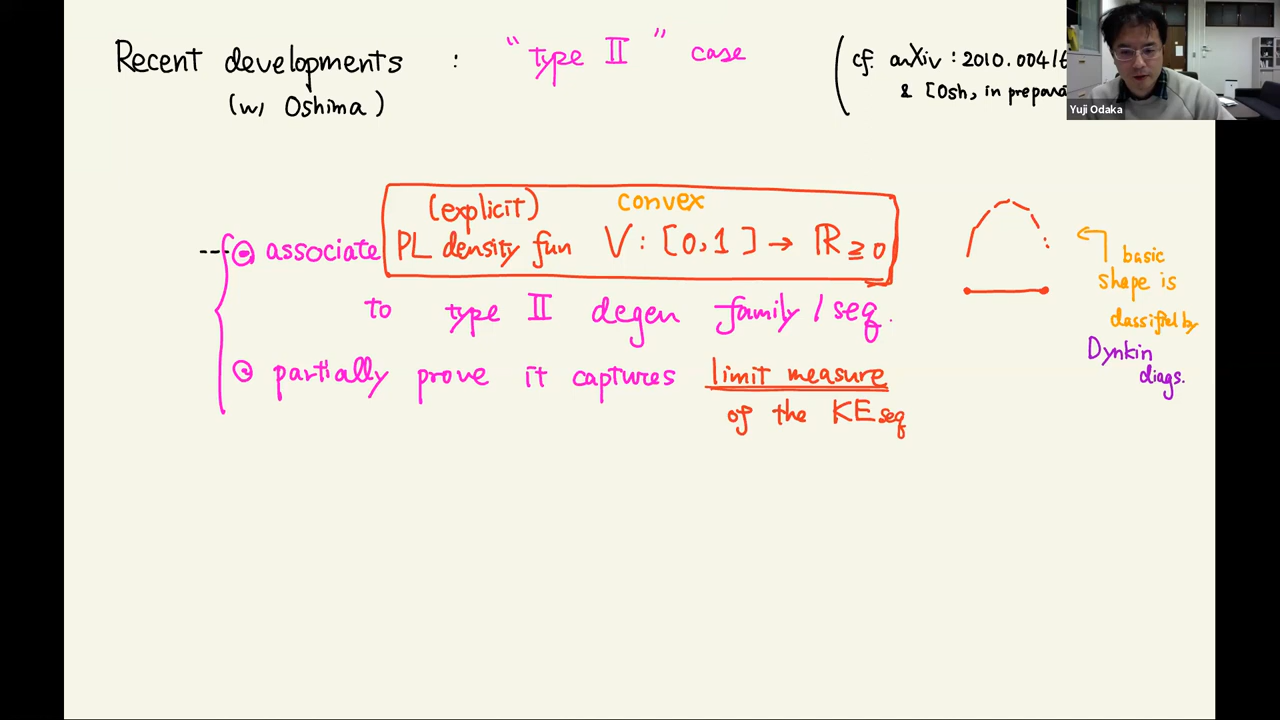 Recent developments : "type II" case
(w/ Oshima)
(cf. arXiv : 2010.00416
& [Osh, in prepara
Yuji Odaka
(explicit) convex
associate PL density fun V : [0,1] → ℝ≧0
to type II degen family / seq.
partially prove it captures limit measure
of the KE seq
basic
shape is
classified by
Dynkin
diags.